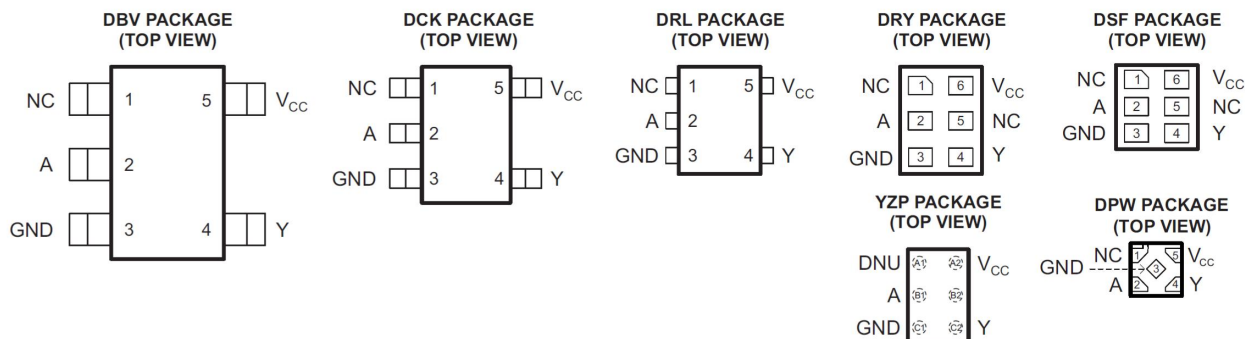 DBV PACKAGE
(TOP VIEW)
NC 1 5 VCC
A 2
GND 3 4 Y
DCK PACKAGE
(TOP VIEW)
NC 1 5 VCC
A 2
GND 3 4 Y
DRL PACKAGE
(TOP VIEW)
NC 1 5 VCC
A 2
GND 3 4 Y
DRY PACKAGE
(TOP VIEW)
NC 1 6 VCC
A 2 5 NC
GND 3 4 Y
DSF PACKAGE
(TOP VIEW)
NC 1 6 VCC
A 2 5 NC
GND 3 4 Y
YZP PACKAGE
(TOP VIEW)
DNU A1 A2 VCC
A B1 B2
GND C1 C2 Y
DPW PACKAGE
(TOP VIEW)
NC 1 5 VCC
GND 3
A 2 4 Y